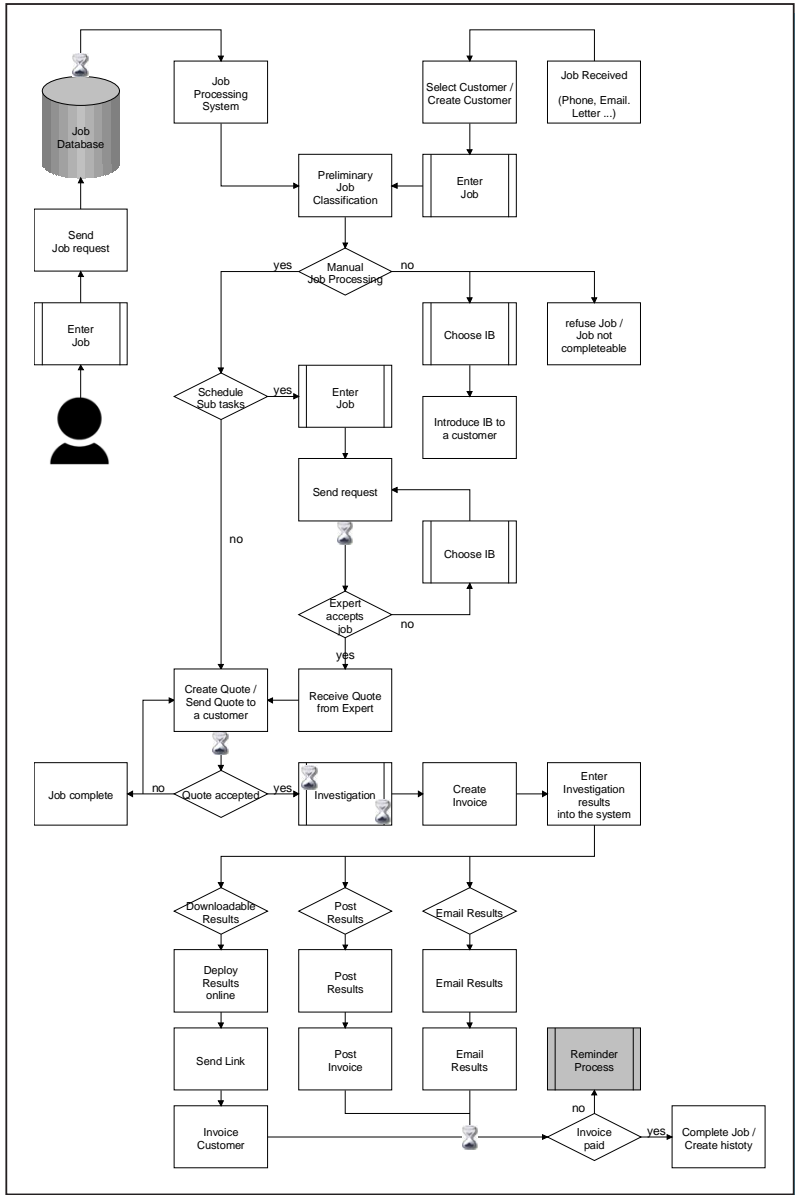 Job
Processing
System
Select Customer /
Create Customer
Job Received
(Phone, Email.
Letter ...)
Job
Database
Preliminary
Job
Classification
Enter
Job
Send
Job request
yes
Manual
Job Processing
no
Enter
Job
Choose IB
refuse Job /
Job not
completeable
Schedule
Sub tasks
yes
Enter
Job
Introduce IB to
a customer
Send request
no
Choose IB
Expert
accepts
job
no
yes
Create Quote /
Send Quote to
a customer
Receive Quote
from Expert
Job complete
no
Quote accepted
yes
Investigation
Create
Invoice
Enter
Investigation
results
into the system
Downloadable
Results
Post
Results
Email Results
Deploy
Results
online
Post
Results
Email Results
Send Link
Post
Invoice
Email
Results
Reminder
Process
no
Invoice
Customer
Invoice
paid
yes
Complete Job /
Create histoty